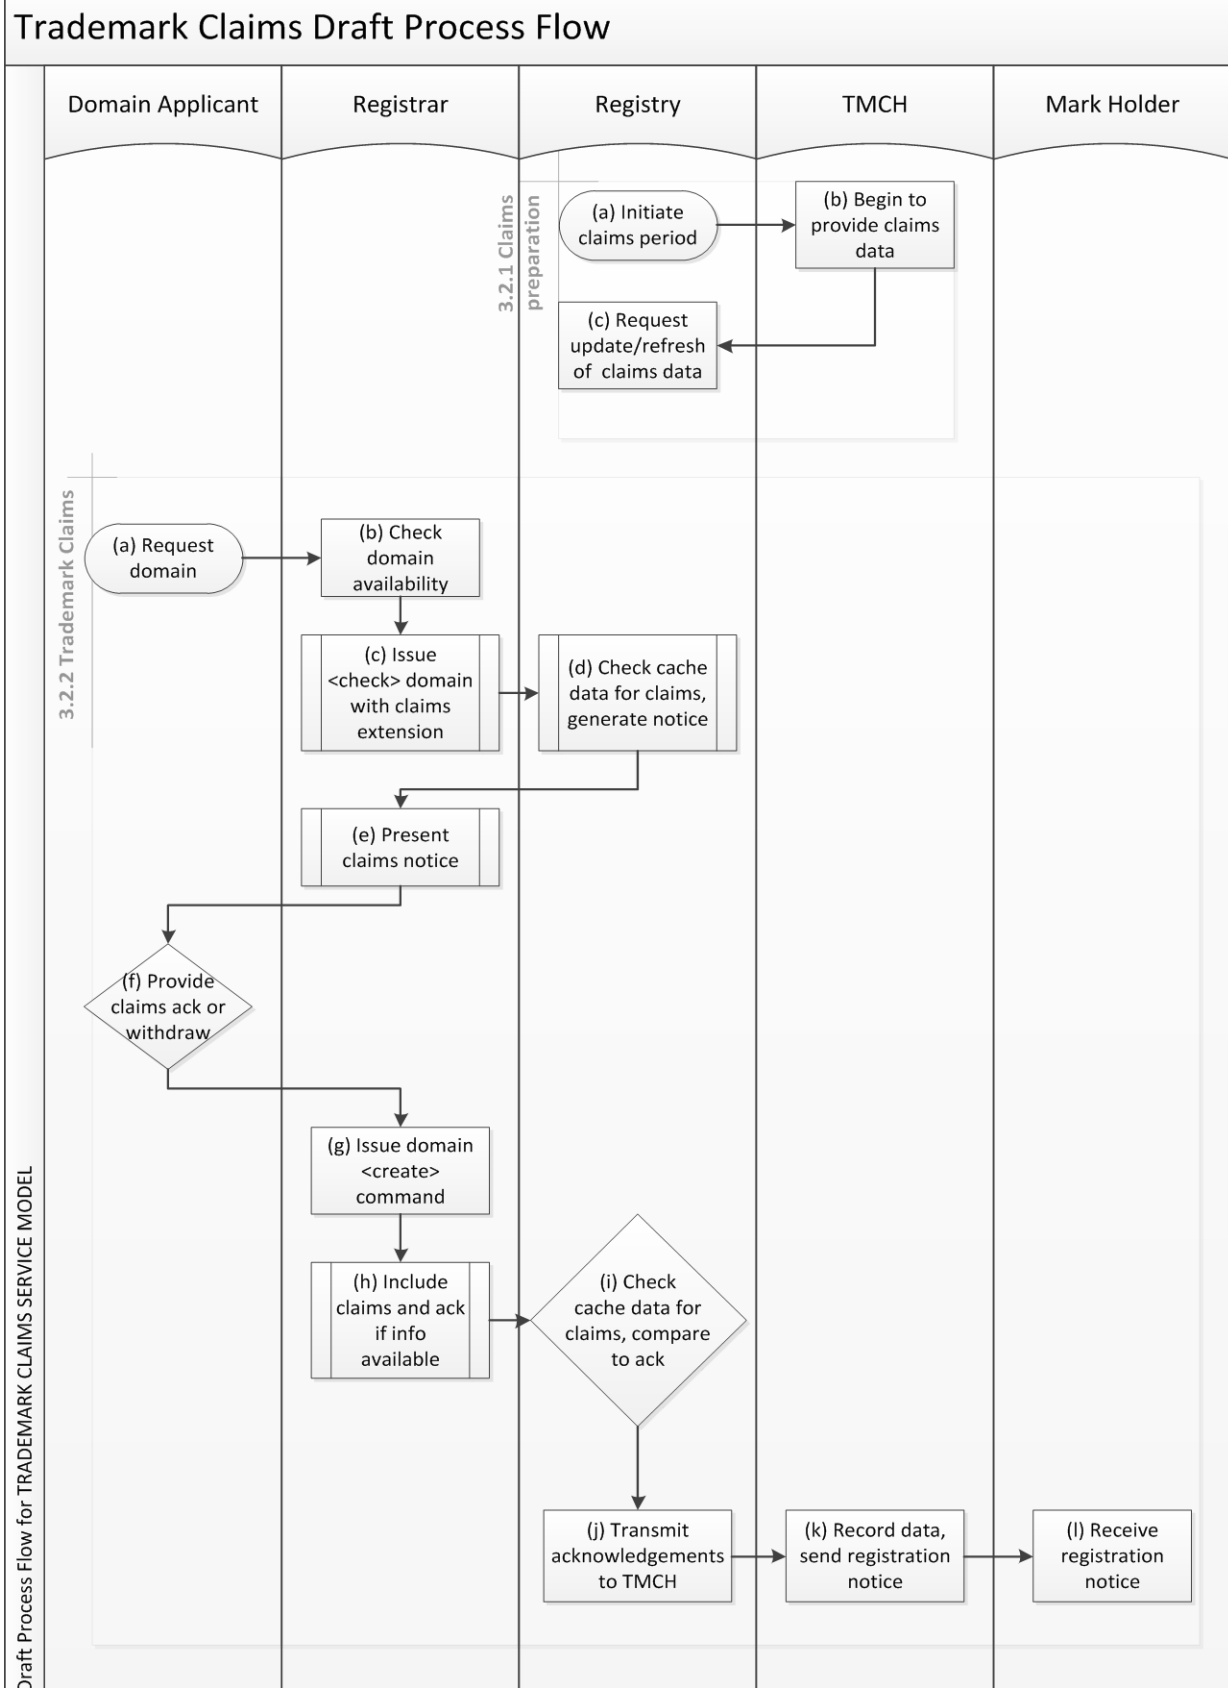 Trademark Claims Draft Process Flow
Domain Applicant
Registrar
Registry
TMCH
Mark Holder
3.2.1 Claims
preparation
(a) Initiate
claims period
(b) Begin to
provide claims
data
(c) Request
update/refresh
of claims data
3.2.2 Trademark Claims
(a) Request
domain
(b) Check
domain
availability
(c) Issue
<check> domain
with claims
extension
(d) Check cache
data for claims,
generate notice
(e) Present
claims notice
(f) Provide
claims ack or
withdraw
(g) Issue domain
<create>
command
(h) Include
claims and ack
if info
available
(i) Check
cache data for
claims, compare
to ack
(j) Transmit
acknowledgements
to TMCH
(k) Record data,
send registration
notice
(l) Receive
registration
notice
Draft Process Flow for TRADEMARK CLAIMS SERVICE MODEL